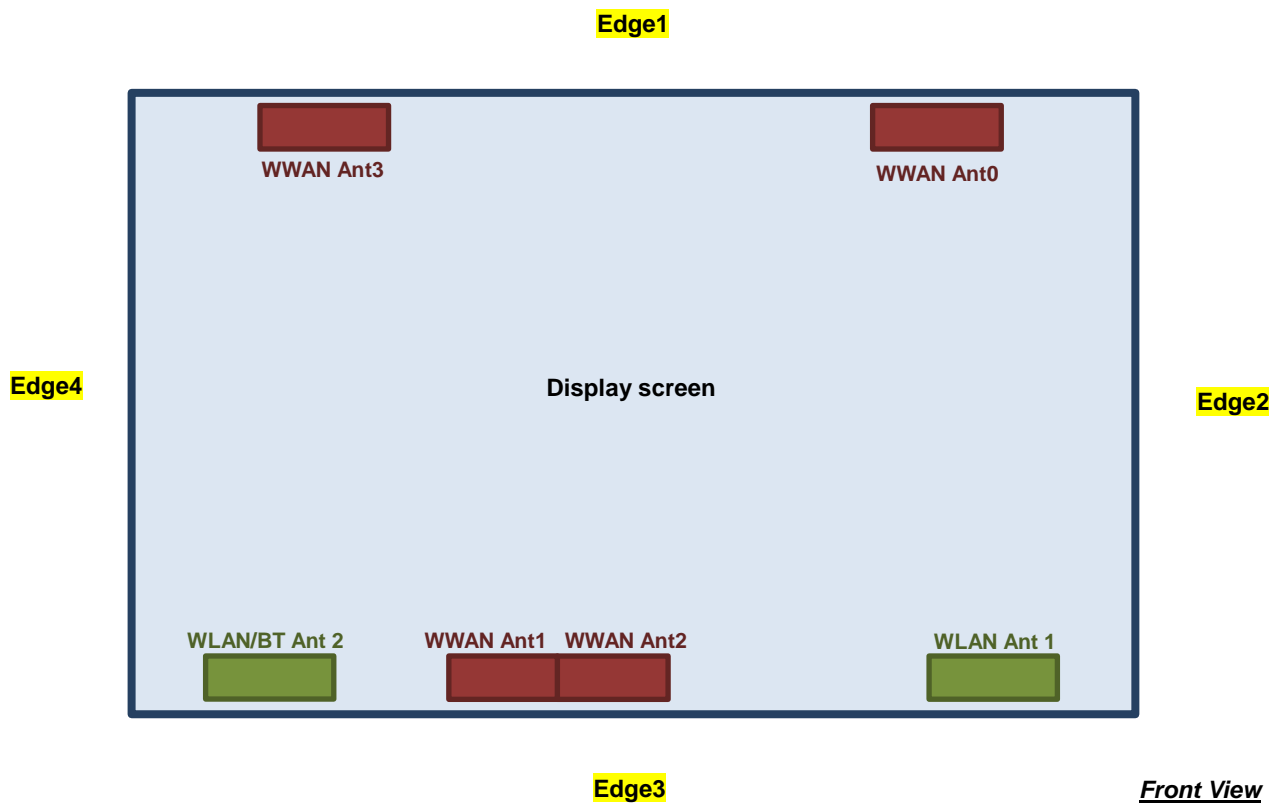 Edge1
WWAN Ant3
WWAN Ant0
Edge4
Display screen
Edge2
WLAN/BT Ant 2
WWAN Ant1
WWAN Ant2
WLAN Ant 1
Edge3
Front View